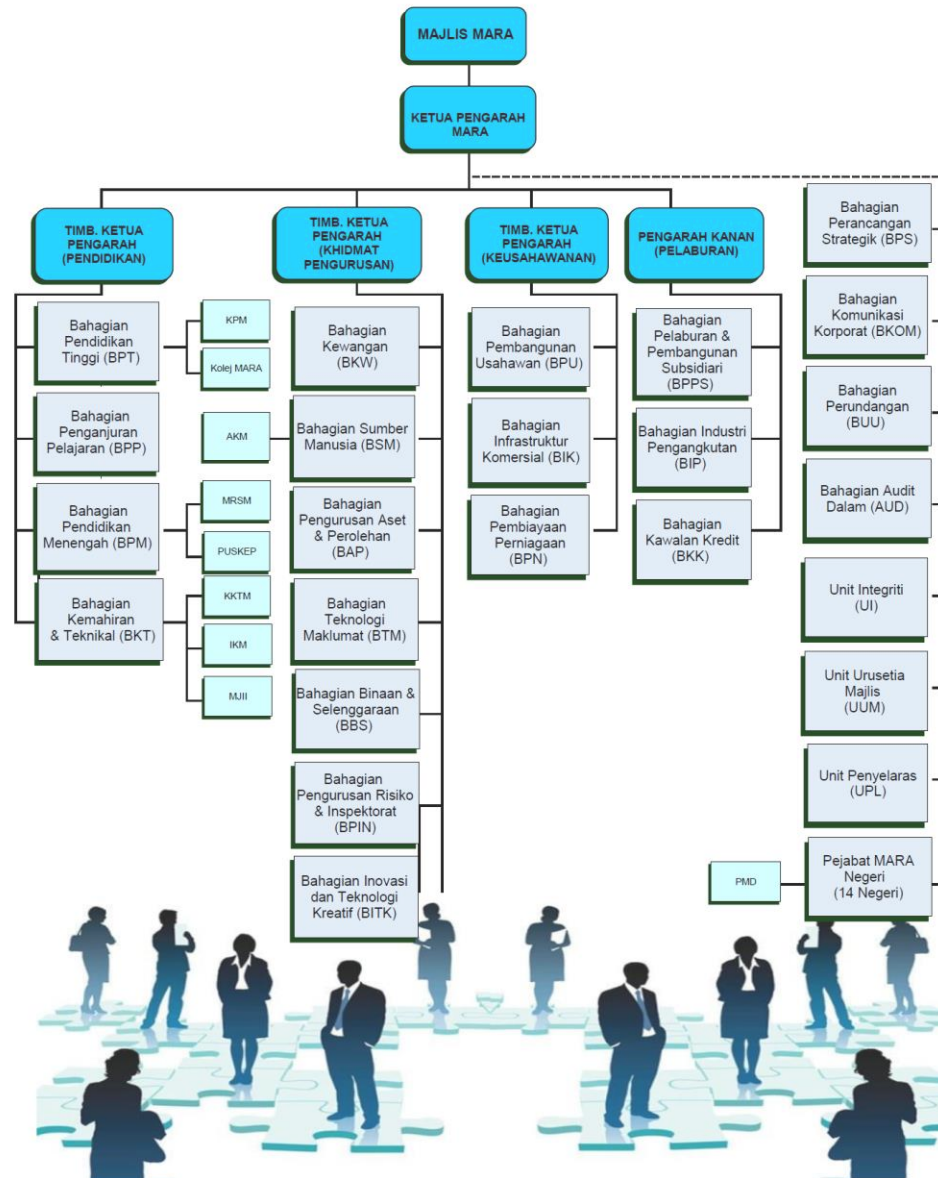 MAJLIS MARA
KETUA PENGARAH
MARA
TIMB. KETUA
PENGARAH
(PENDIDIKAN)
Bahagian
Pendidikan
Tinggi (BPT)
KPM
Kolej MARA
Bahagian
Penganjuran
Pelajaran (BPP)
Bahagian
Pendidikan
Menengah (BPM)
MRSM
PUSKEP
Bahagian
Kemahiran
& Teknikal (BKT)
KKTM
IKM
MJII
TIMB. KETUA
PENGARAH
(KHIDMAT
PENGURUSAN)
Bahagian
Kewangan
(BKW)
AKM
Bahagian Sumber
Manusia (BSM)
Bahagian
Pengurusan Aset
& Perolehan
(BAP)
Bahagian
Teknologi
Maklumat (BTM)
Bahagian Binaan &
Selenggaraan
(BBS)
Bahagian
Pengurusan Risiko
& Inspektorat
(BPIN)
Bahagian Inovasi
dan Teknologi
Kreatif (BITK)
TIMB. KETUA
PENGARAH
(KEUSAHAWANAN)
Bahagian
Pembangunan
Usahawan (BPU)
Bahagian
Infrastruktur
Komersial (BIK)
Bahagian
Pembiayaan
Perniagaan
(BPN)
PENGARAH KANAN
(PELABURAN)
Bahagian
Pelaburan &
Pembangunan
Subsidiari
(BPPS)
Bahagian Industri
Pengangkutan
(BIP)
Bahagian
Kawalan Kredit
(BKK)
Bahagian
Perancangan
Strategik (BPS)
Bahagian
Komunikasi
Korporat (BKOM)
Bahagian
Perundangan
(BUU)
Bahagian Audit
Dalam (AUD)
Unit Integriti
(UI)
Unit Urusetia
Majlis
(UUM)
Unit Penyelaras
(UPL)
PMD
Pejabat MARA
Negeri
(14 Negeri)